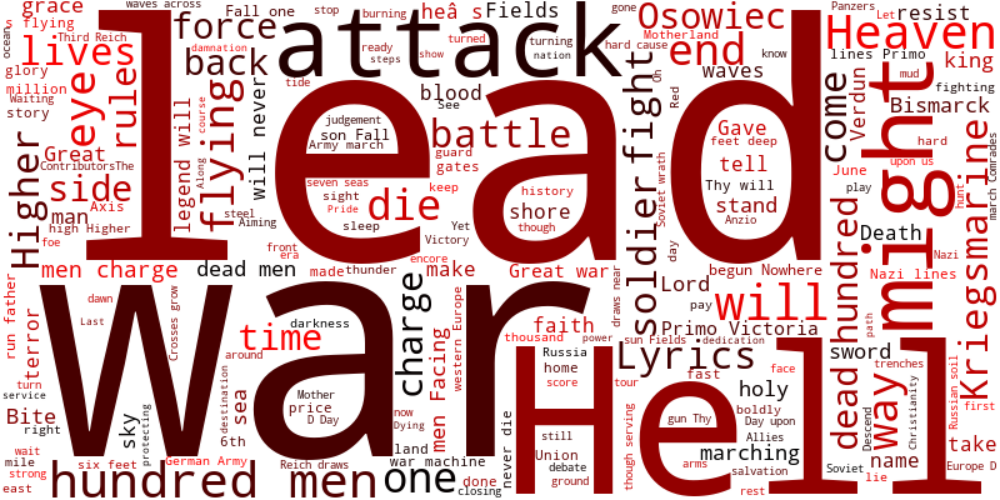 grace
waves across
Fall one
stop
burning
heâ s
Fields
gone
Osowiec
Panzers
Let
resist
s flying
Third Reich
oceans
lives
force
attack
ready
steps
show
turned
turning
nation
hard cause
Motherland
end
know
Heaven
lines Primo
king
glory
million
Waiting
story
eye
rule
l
damnation
back
tide
waves
Oh
Red
Verdun
mud
fighting
Bismarck
Great
ContributorsThe
legend will
Along
course
flying
will never
lead
judgement
son Fall
Army march
blood
See
battle
guard
gates
soldier
fight
Gave
feet deep
tell
come
might
hard
upon us
June
play
Higher
side
man
Axis
high Higher
foe
steel
Aiming
seven seas
sight
Pride
sleep
die
keep
Yet
Victory
history
shore
though
Soviet wrath
Thy will
stand
Anzio
Death
hunt
Kriegsmarine
march Comrades
men charge
dead men
front
era
made
thunder
encore
make
Great war
day
draws near
begun Nowhere
Lord
pay
will
hundred
Nazi
Nazi lines
run father
terror
dawn
Last
Crosses grow
war
time
around
darkness
charge
men Facing
western Europe
faith
thousand
power
Primo Victoria
sun Fields
dedication
path
turn
service
Bite
right
sky
protecting
destination
sea
6th
Mother
price
D Day
now
Dying
land
war machine
never die
Hell
Russia
home
score
Lyrics
tour
fast
face
holy
sword
trenches
dead
way
Descend
Christianity
Russian soil
first
gun Thy
boldly
Day upon
Allies
marching
wait
mile
strong
east
six feet
German Army
Reich draws
hundred men
one
done
closing
still
Union
debate
ground
though serving
arms
salvation
rest
Soviet
name
lie
take
Europe D